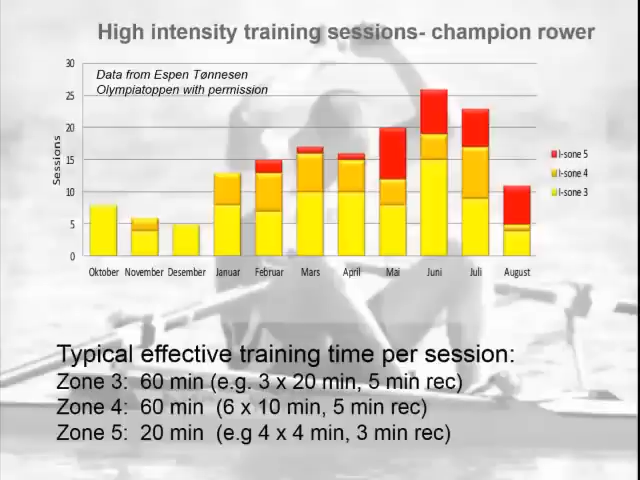 High intensity training sessions- champion rower
Data from Espen Tønnesen
Olympiatoppen with permission
Sessions
30
25
20
15
10
5
0
I-sone 5
I-sone 4
I-sone 3
Oktober November Desember Januar Februar Mars April Mai Juni Juli August
Typical effective training time per session:
Zone 3: 60 min (e.g. 3 x 20 min, 5 min rec)
Zone 4: 60 min (6 x 10 min, 5 min rec)
Zone 5: 20 min (e.g 4 x 4 min, 3 min rec)